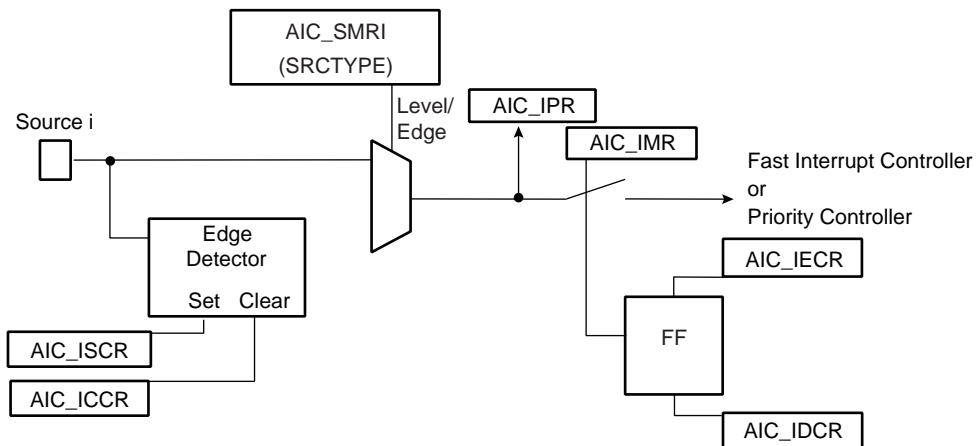 AIC_SMRI
(SRCTYPE)
Level/
Edge
AIC_IPR
Source i
AIC_IMR
Fast Interrupt Controller
or
Priority Controller
Edge
Detector
Set Clear
AIC_IECR
FF
AIC_ISCR
AIC_ICCR
AIC_IDCR